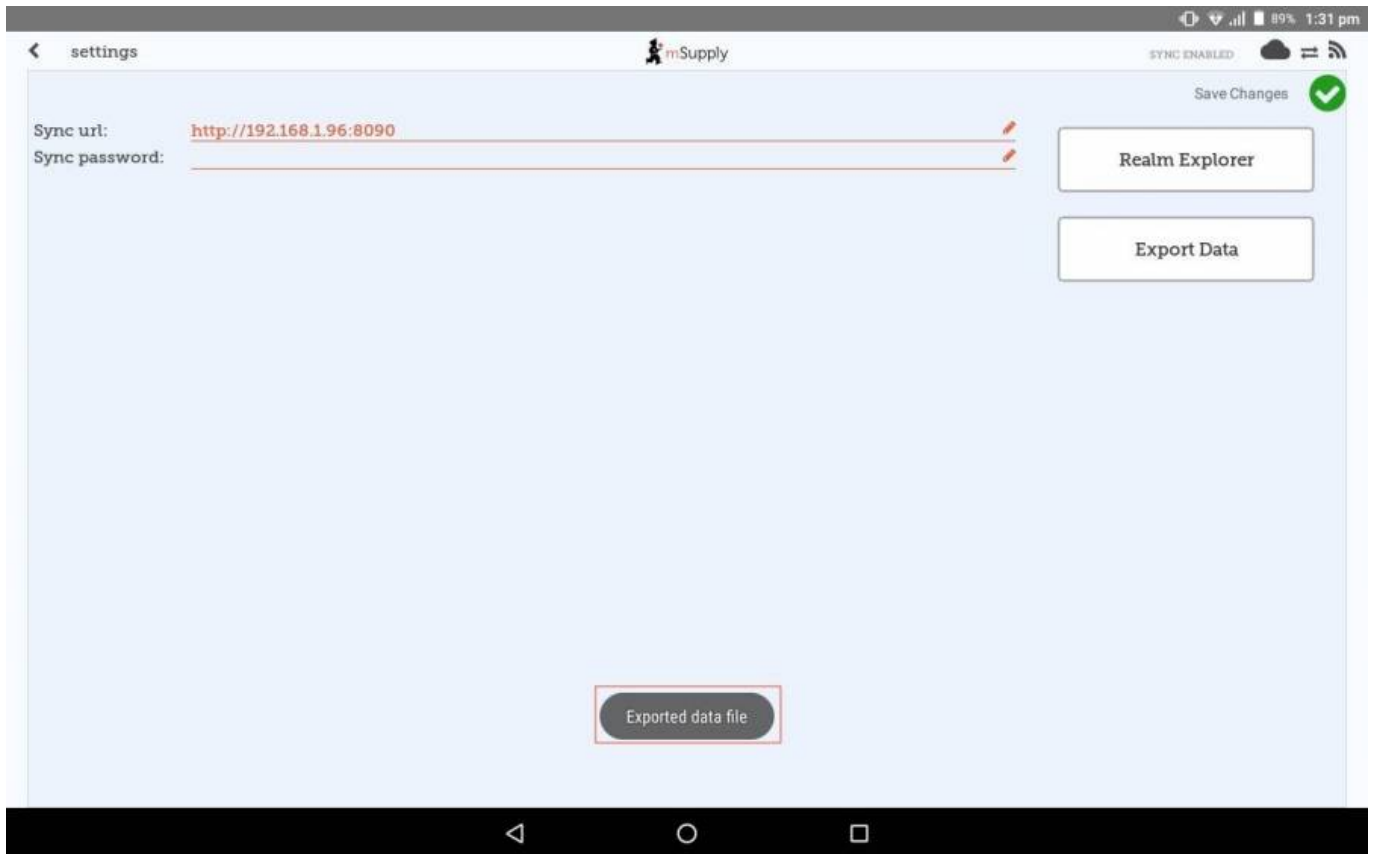 89% 1:31 pm
settings
mSupply
SYNC ENABLED
Save Changes
Sync url: http://192.168.1.96:8090
Sync password:
Realm Explorer
Export Data
Exported data file